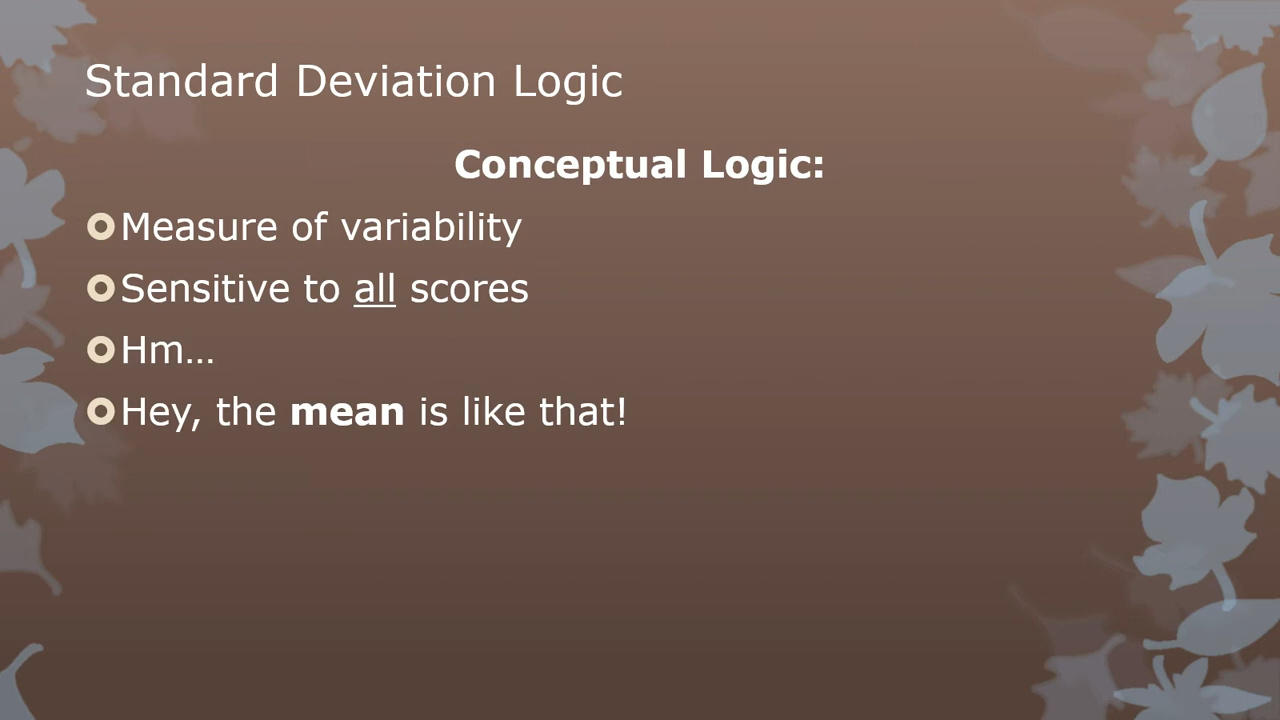 Standard Deviation Logic
Conceptual Logic:
Measure of variability
Sensitive to all scores
Hm...
Hey, the mean is like that!